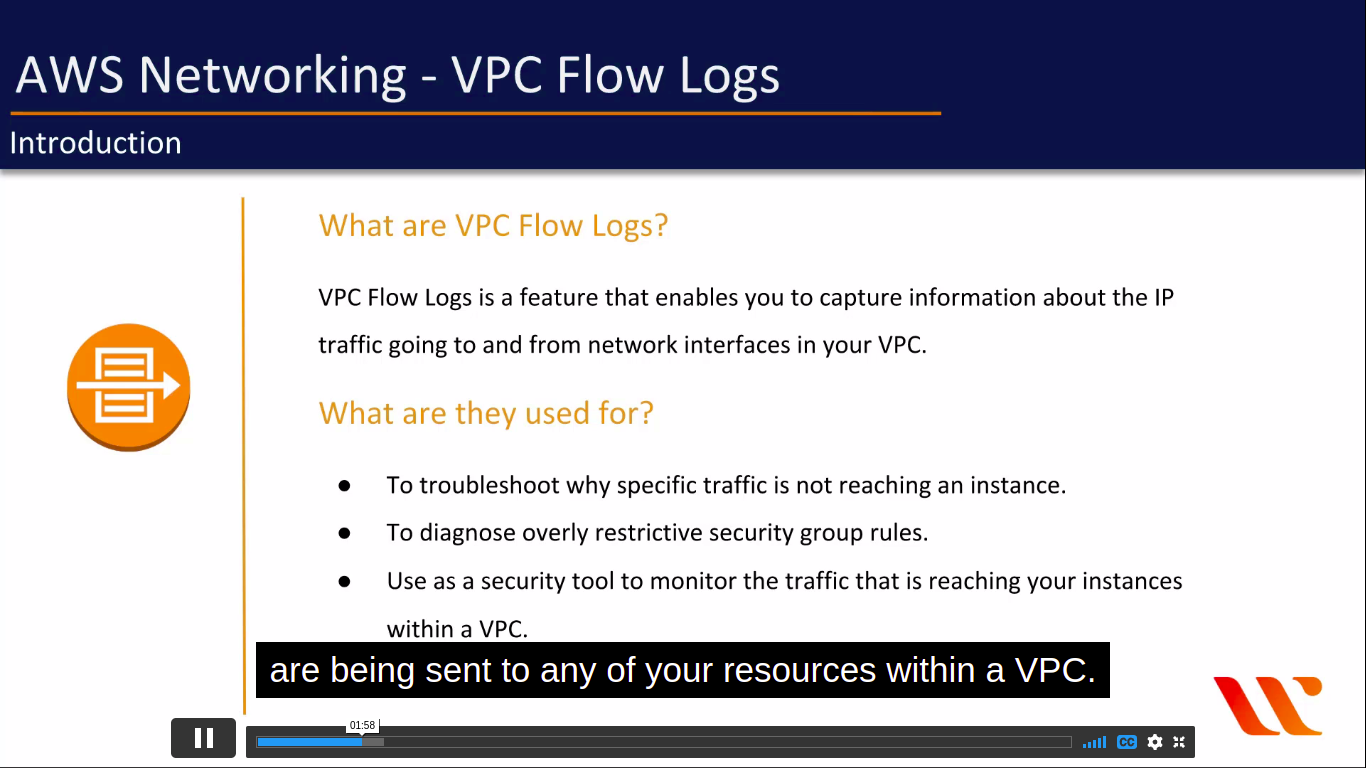 AWS Networking - VPC Flow Logs
Introduction
What are VPC Flow Logs?
VPC Flow Logs is a feature that enables you to capture information about the IP
traffic going to and from network interfaces in your VPC.
What are they used for?
● To troubleshoot why specific traffic is not reaching an instance.
● To diagnose overly restrictive security group rules.
● Use as a security tool to monitor the traffic that is reaching your instances
within a VPC.
are being sent to any of your resources within a VPC.
01:58
CC